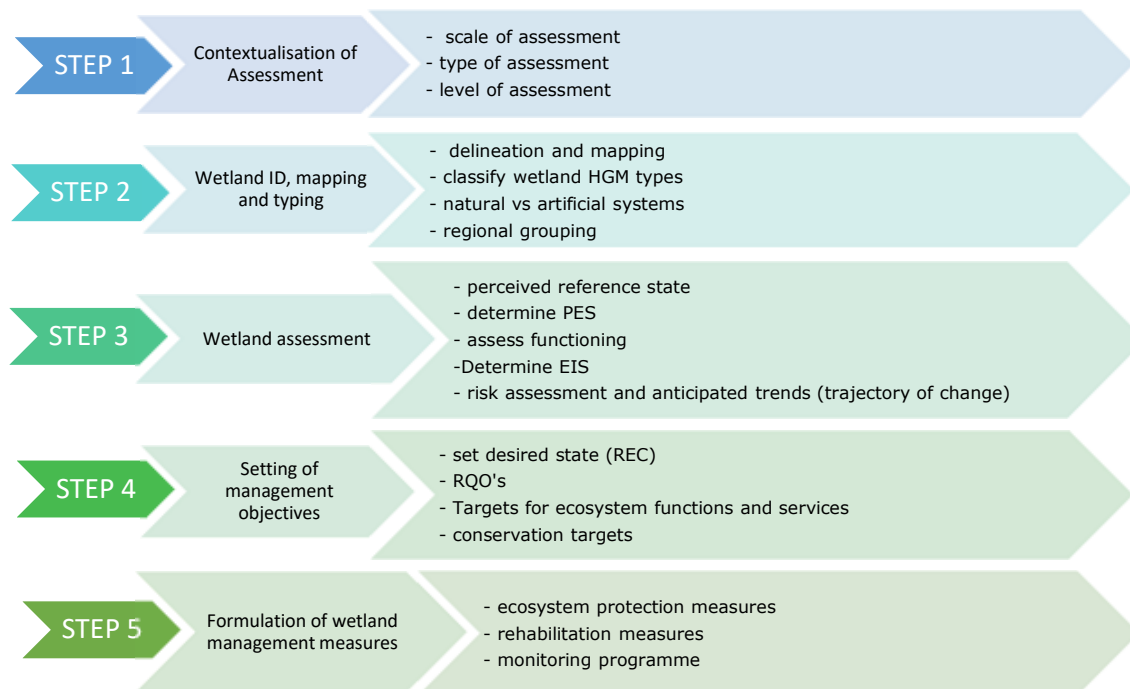 STEP 1
Contextualisation of
Assessment
- scale of assessment
- type of assessment
- level of assessment
STEP 2
Wetland ID, mapping
and typing
- delineation and mapping
- classify wetland HGM types
- natural vs artificial systems
- regional grouping
STEP 3
Wetland assessment
- perceived reference state
- determine PES
- assess functioning
-Determine EIS
- risk assessment and anticipated trends (trajectory of change)
STEP 4
Setting of
management
objectives
- set desired state (REC)
- RQO's
- Targets for ecosystem functions and services
- conservation targets
STEP 5
Formulation of wetland
management measures
- ecosystem protection measures
- rehabilitation measures
- monitoring programme